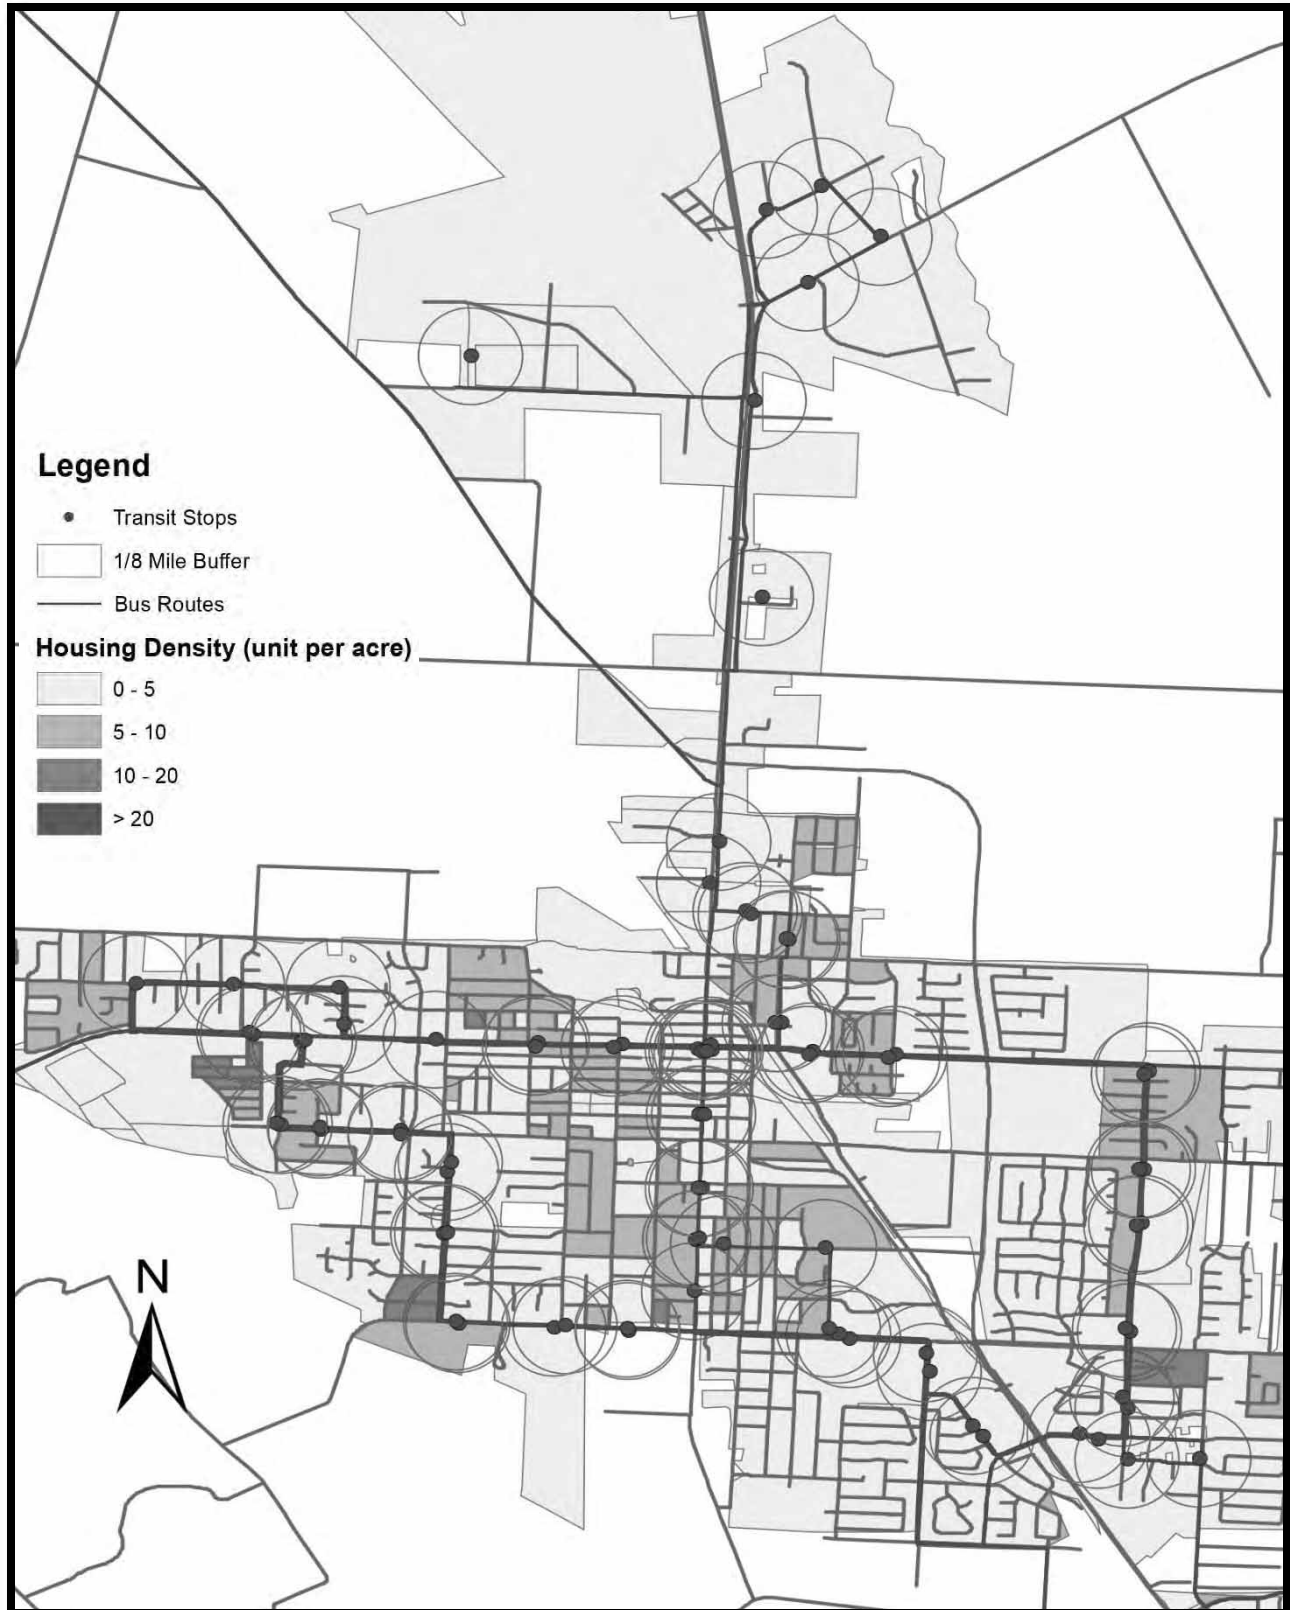 Legend
Transit Stops
1/8 Mile Buffer
Bus Routes
Housing Density (unit per acre)
0 - 5
5 - 10
10 - 20
> 20
N